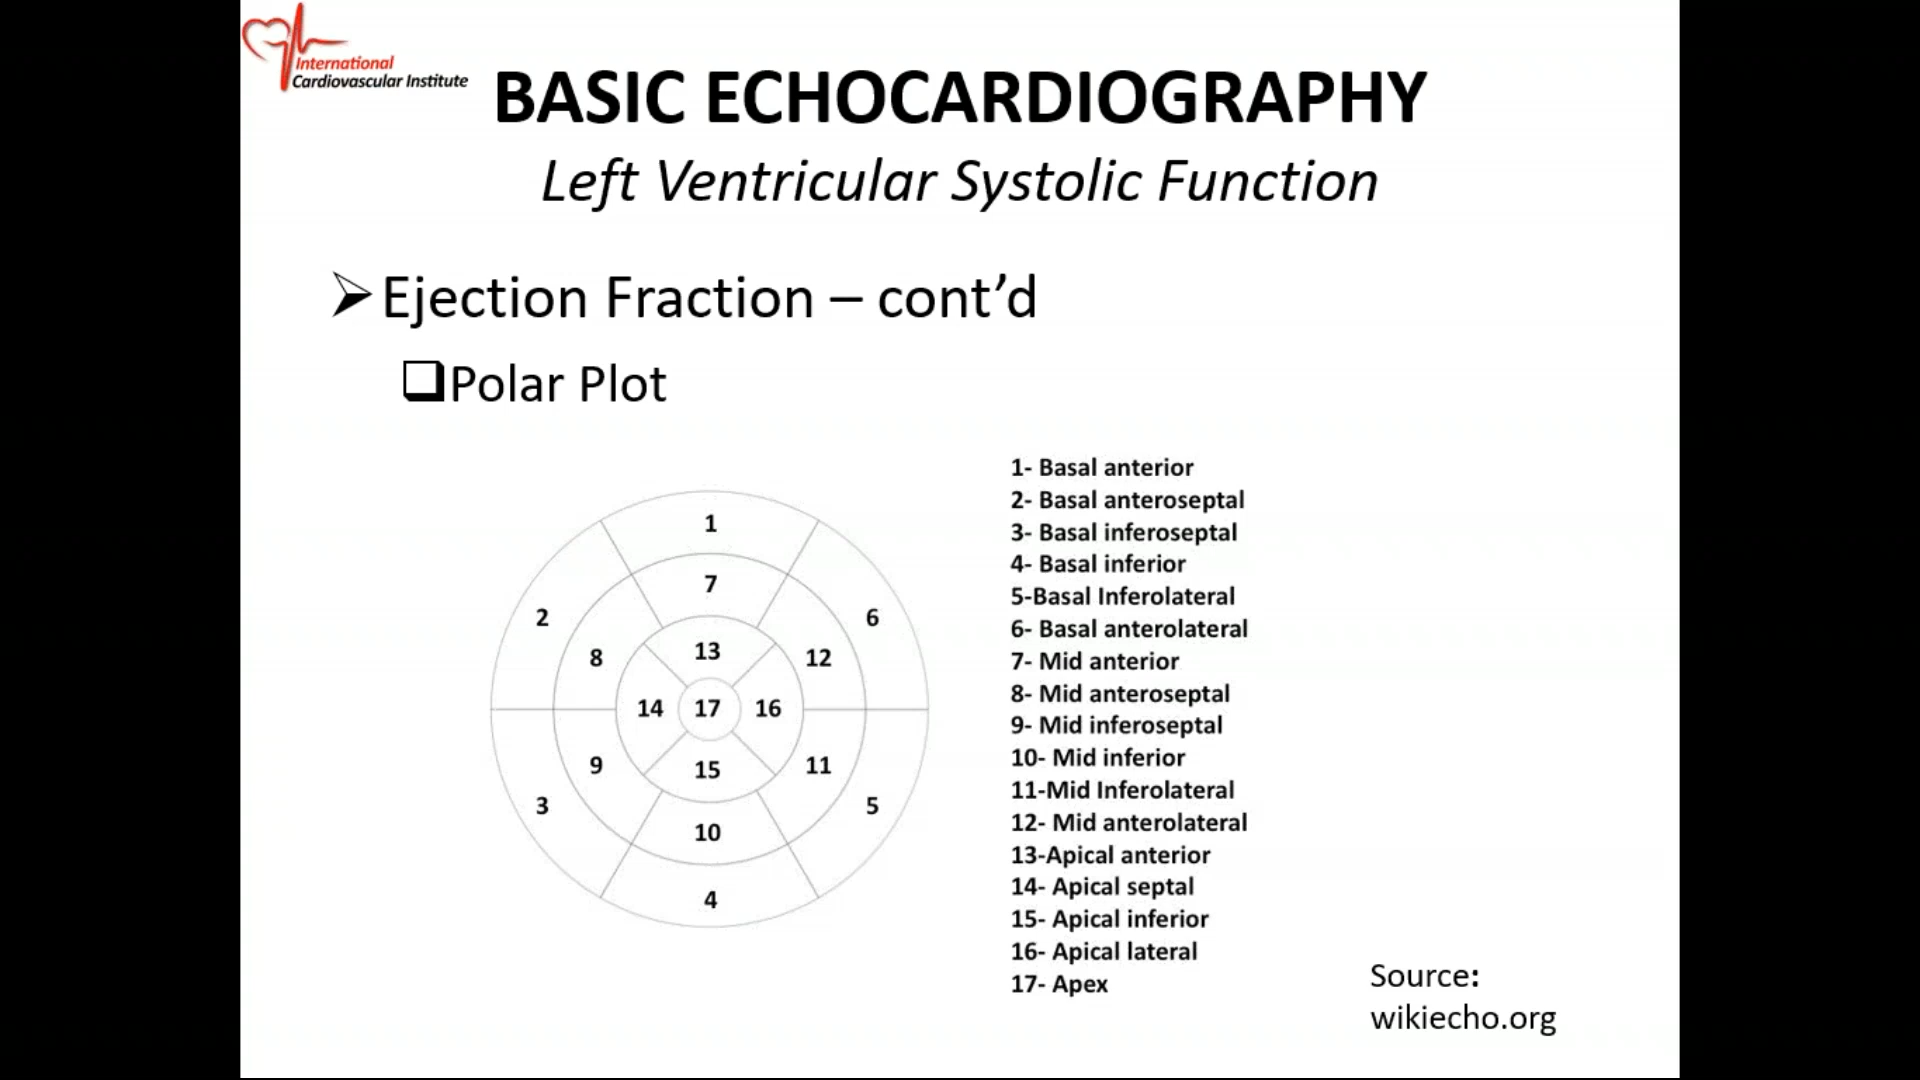 International
Cardiovascular Institute
BASIC ECHOCARDIOGRAPHY
Left Ventricular Systolic Function
Ejection Fraction – cont’d
Polar Plot
1
7
2
6
8
13
12
14
17
16
9
15
11
3
5
10
4
1- Basal anterior
2- Basal anteroseptal
3- Basal inferoseptal
4- Basal inferior
5-Basal Inferolateral
6- Basal anterolateral
7- Mid anterior
8- Mid anteroseptal
9- Mid inferoseptal
10- Mid inferior
11-Mid Inferolateral
12- Mid anterolateral
13-Apical anterior
14- Apical septal
15- Apical inferior
16- Apical lateral
17- Apex
Source:
wikiecho.org